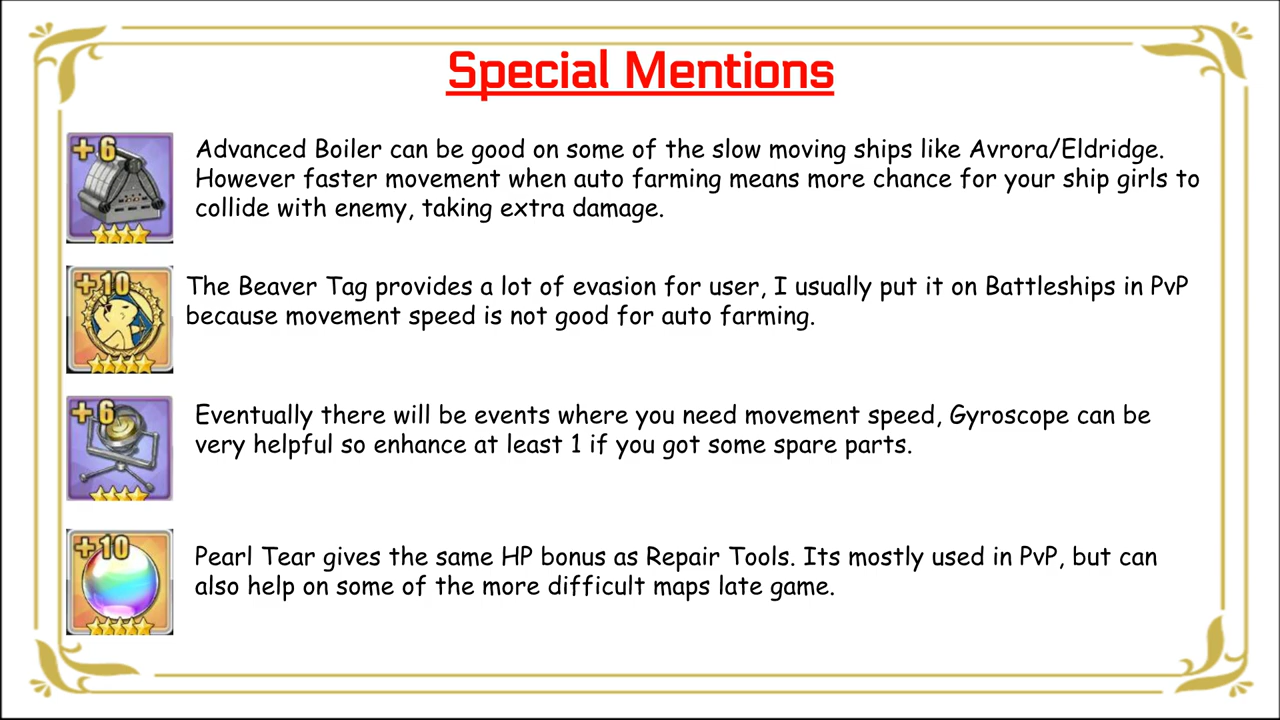 Special Mentions
+6
Advanced Boiler can be good on some of the slow moving ships like Avrora/Eldridge.
However faster movement when auto farming means more chance for your ship girls to
collide with enemy, taking extra damage.
+10
The Beaver Tag provides a lot of evasion for user, I usually put it on Battleships in PvP
because movement speed is not good for auto farming.
+6
Eventually there will be events where you need movement speed, Gyroscope can be
very helpful so enhance at least 1 if you got some spare parts.
+10
Pearl Tear gives the same HP bonus as Repair Tools. Its mostly used in PvP, but can
also help on some of the more difficult maps late game.